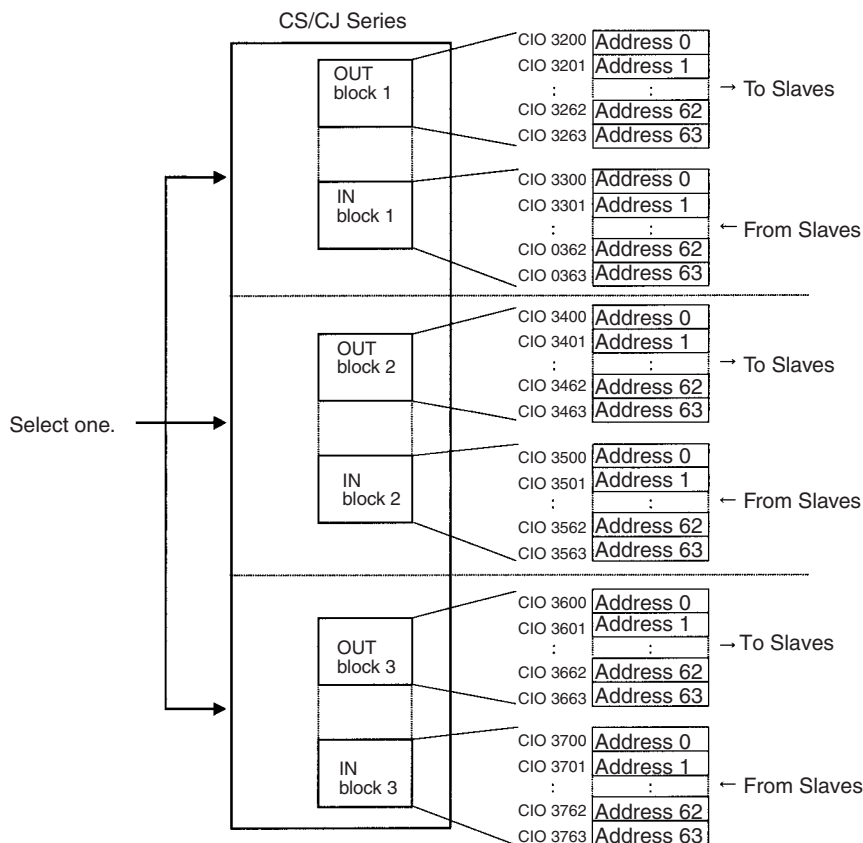 CS/CJ Series
OUT
block 1
CIO 3200 Address 0
CIO 3201 Address 1
: :
CIO 3262 Address 62
CIO 3263 Address 63
→ To Slaves
IN
block 1
CIO 3300 Address 0
CIO 3301 Address 1
: :
CIO 0362 Address 62
CIO 0363 Address 63
← From Slaves
Select one.
OUT
block 2
CIO 3400 Address 0
CIO 3401 Address 1
: :
CIO 3462 Address 62
CIO 3463 Address 63
→ To Slaves
IN
block 2
CIO 3500 Address 0
CIO 3501 Address 1
: :
CIO 3562 Address 62
CIO 3563 Address 63
← From Slaves
OUT
block 3
CIO 3600 Address 0
CIO 3601 Address 1
: :
CIO 3662 Address 62
CIO 3663 Address 63
→ To Slaves
IN
block 3
CIO 3700 Address 0
CIO 3701 Address 1
: :
CIO 3762 Address 62
CIO 3763 Address 63
← From Slaves